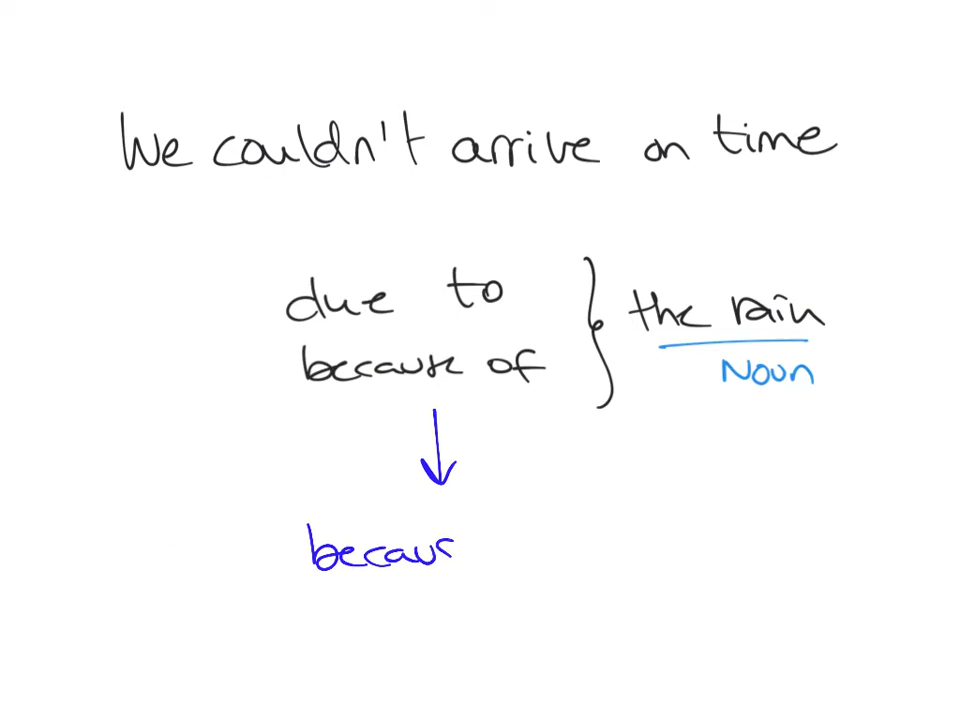 We couldn't arrive on time
due to
because of
the rain
Noun
becaus